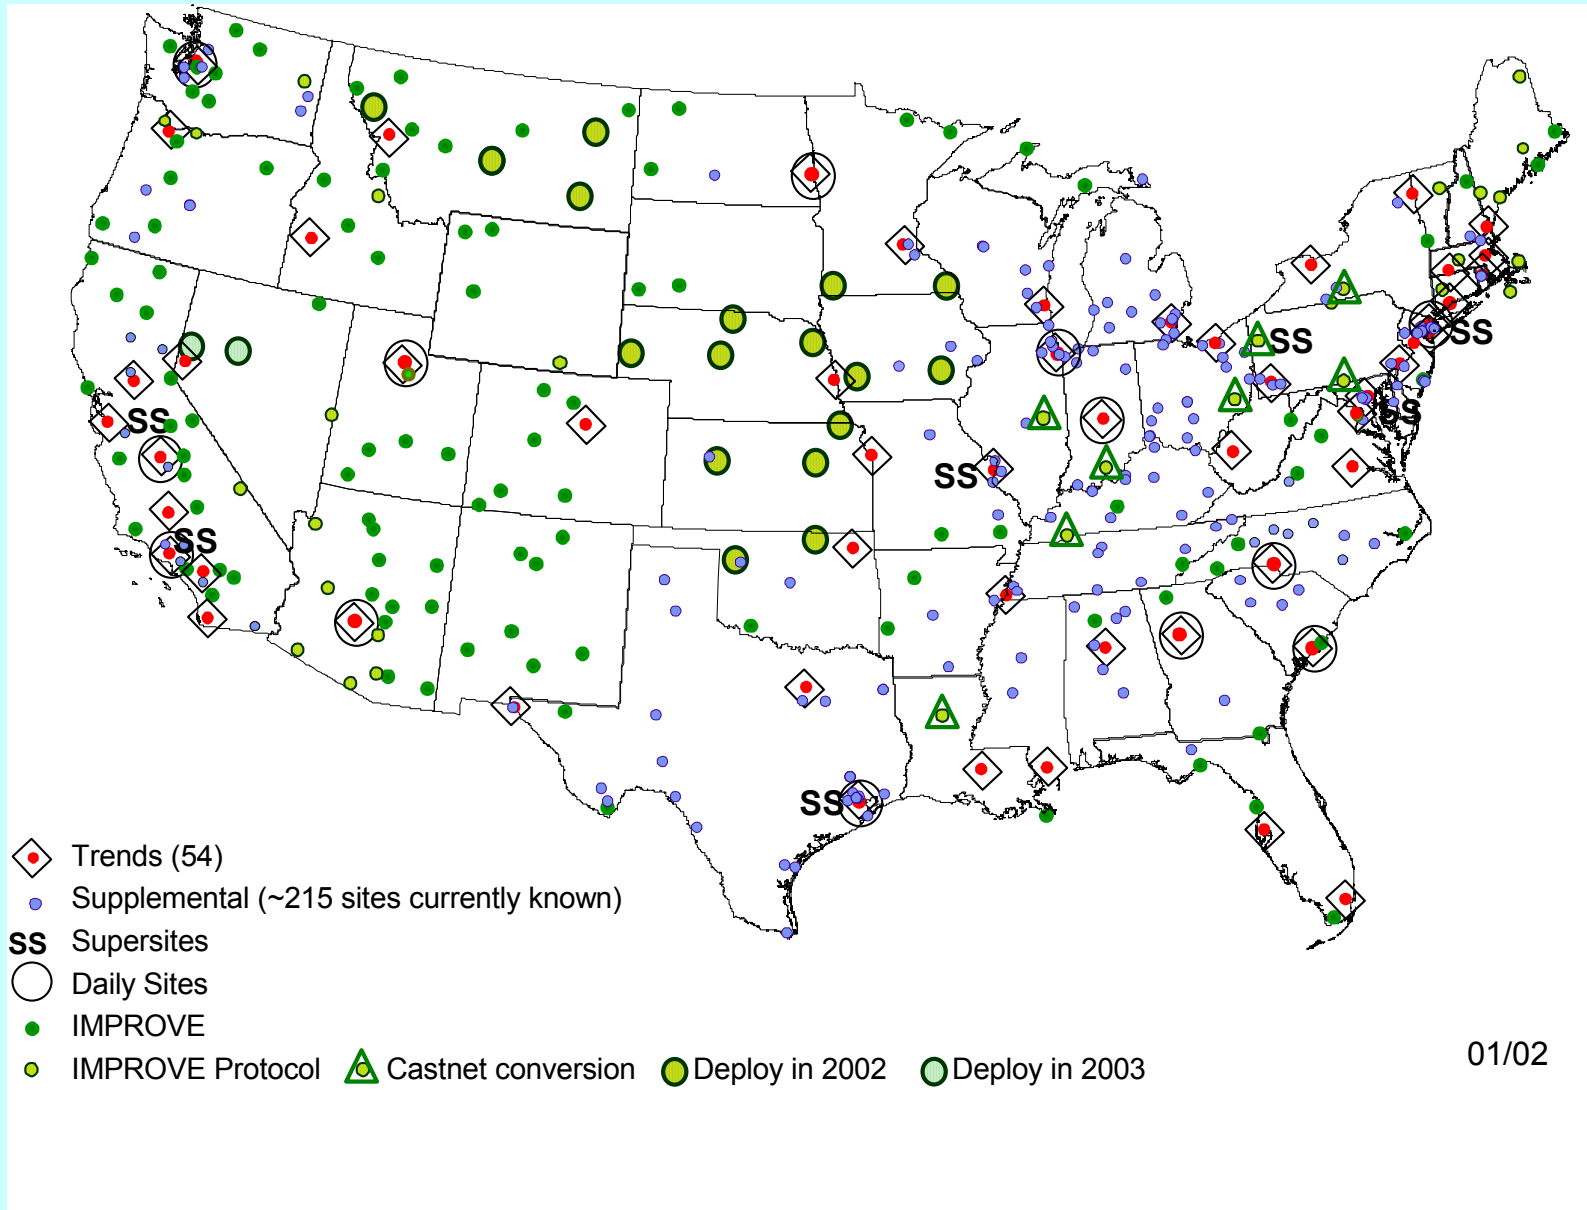 SS
SS
SS
SS
SS
SS
SS
SS
Trends (54)
Supplemental (~215 sites currently known)
SS Supersites
Daily Sites
IMPROVE
IMPROVE Protocol Castnet conversion Deploy in 2002 Deploy in 2003
01/02